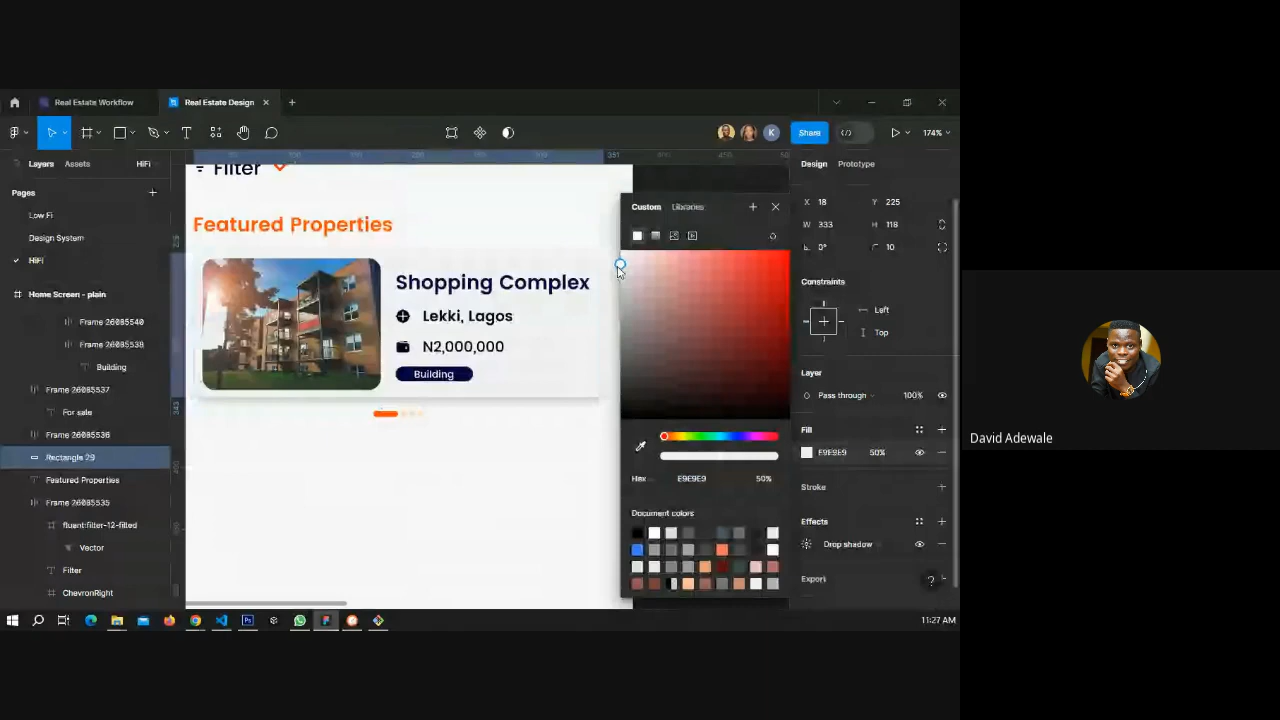 Real Estate Workflow
Real Estate Design
K
Share
174%
Layers
Assets
HiFi
351
Design
Prototype
Pages
Low Fi
Design System
HiFi
Home Screen - plain
Frame 26085540
Frame 26085538
Building
Frame 26085537
For sale
Frame 26085536
Rectangle 29
Featured Properties
Frame 26085535
fluent:filter-12-filled
Vector
Filter
ChevronRight
Filter
Featured Properties
Shopping Complex
Lekki, Lagos
N2,000,000
Building
Custom
Libraries
Hex
E9E9E9
50%
Document colors
X 18
Y 225
W 333
H 118
0°
10
Constraints
Left
Top
Layer
Pass through
100%
Fill
E9E9E9
50%
Stroke
Effects
Drop shadow
Export
?
11:27 AM
David Adewale